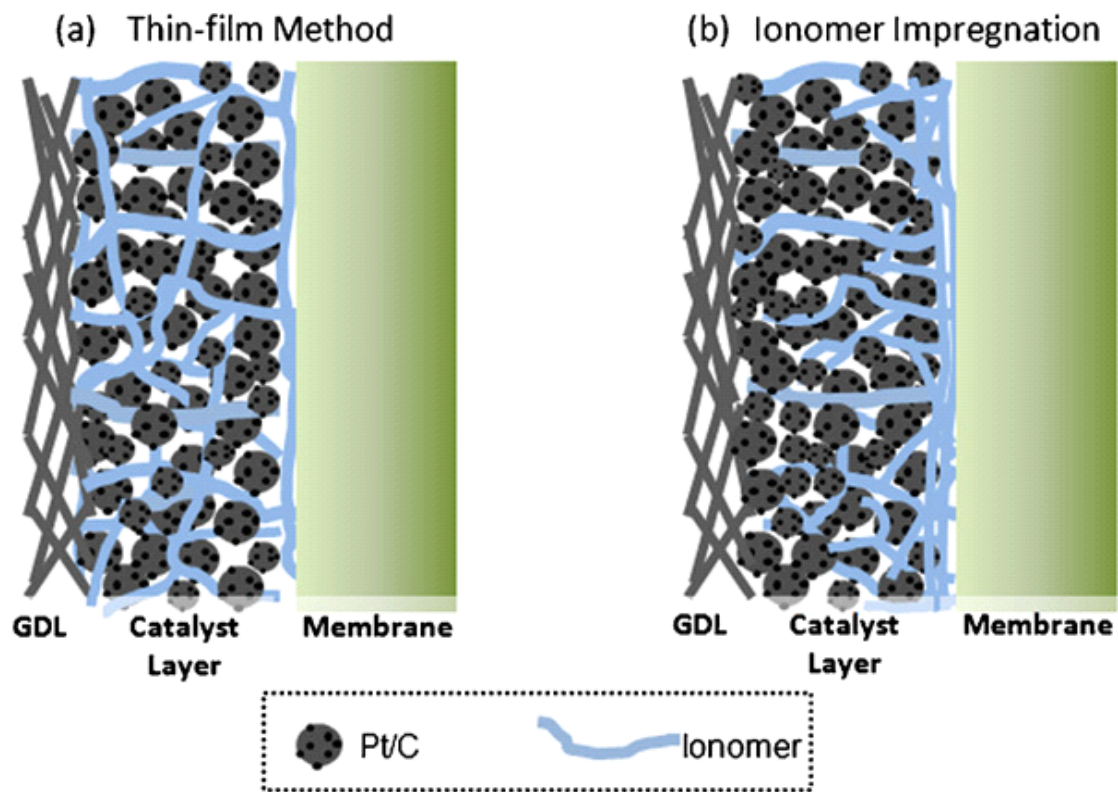 (a) Thin-film Method
(b) Ionomer Impregnation
GDL Catalyst Layer Membrane
GDL Catalyst Layer Membrane
Pt/C Ionomer